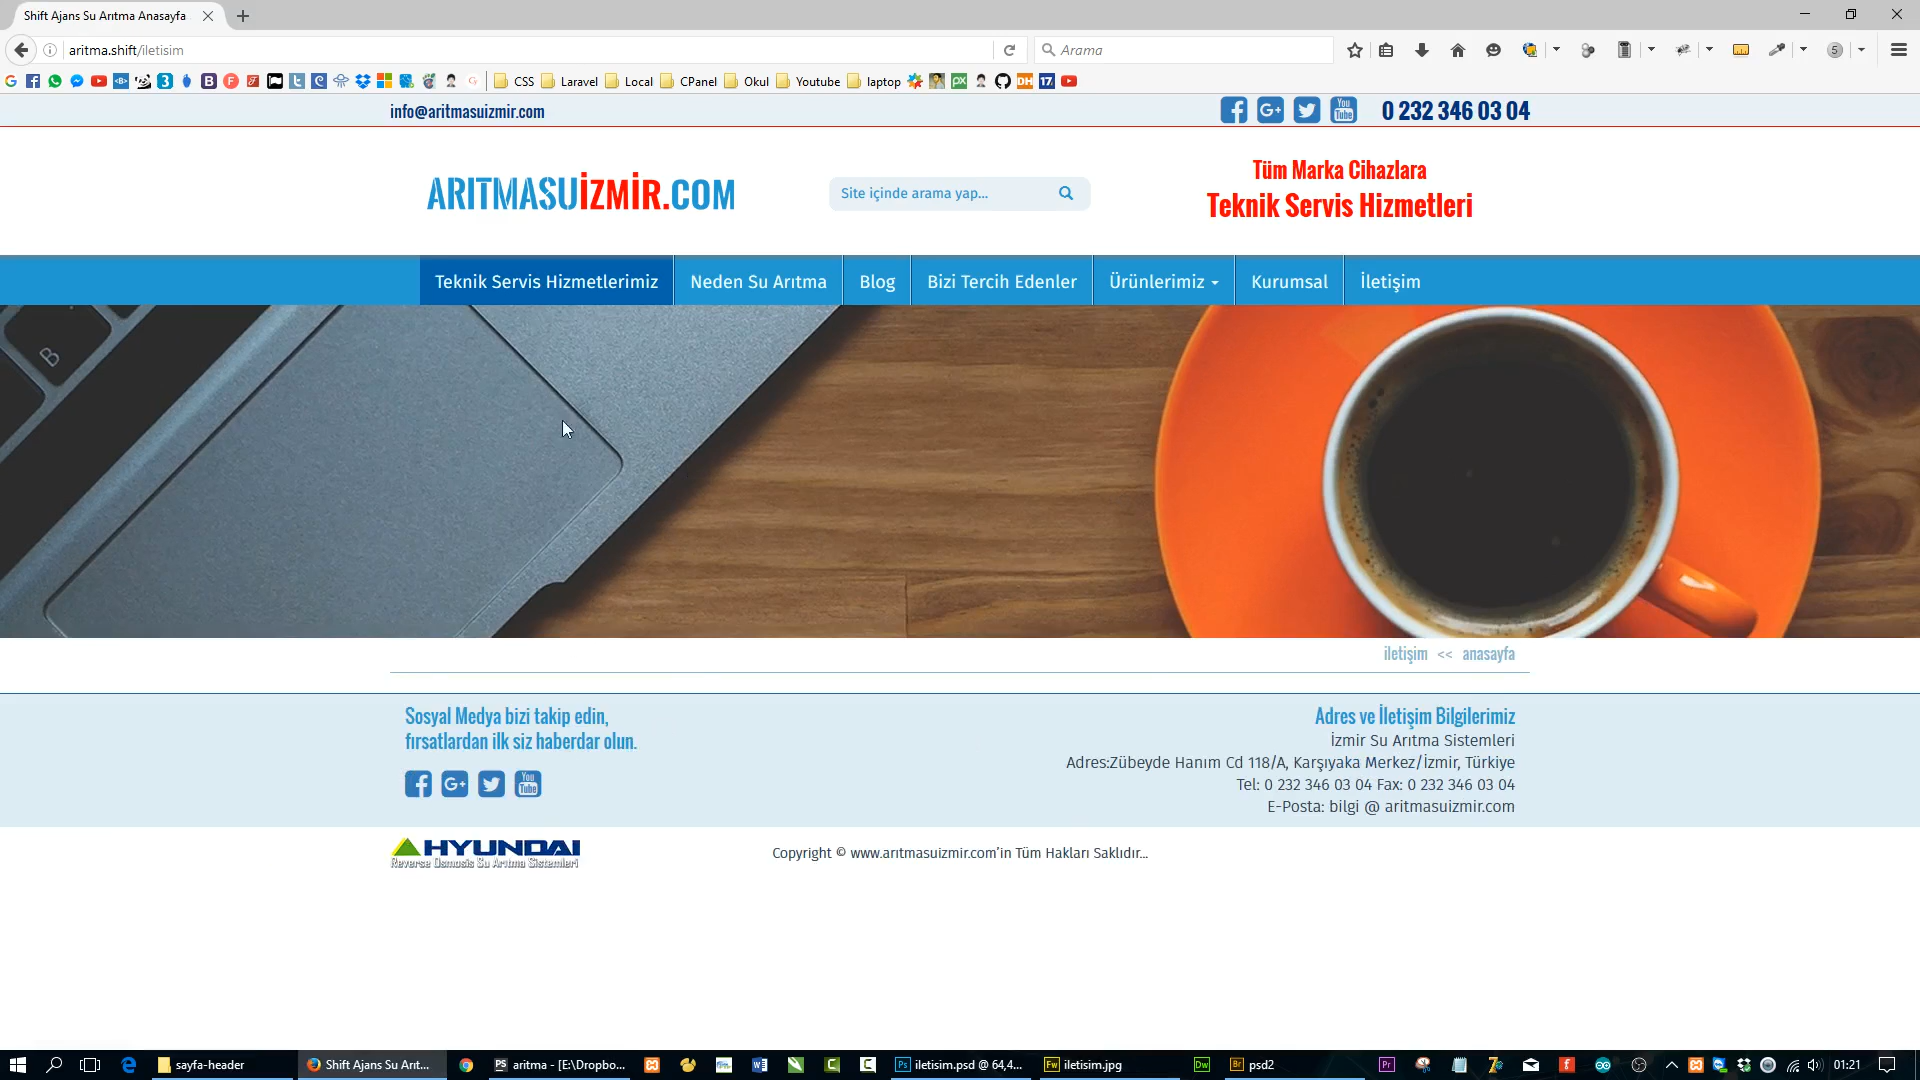 Shift Ajans Su Arıtma Anasayfa
aritma.shift/iletisim
Arama
5
CSS
Laravel
Local
CPanel
Okul
Youtube
laptop
info@aritmasuizmir.com
0 232 346 03 04
ARITMASUİZMİR.COM
Site içinde arama yap...
Tüm Marka Cihazlara
Teknik Servis Hizmetleri
Teknik Servis Hizmetlerimiz
Neden Su Arıtma
Blog
Bizi Tercih Edenler
Ürünlerimiz
Kurumsal
İletişim
B
iletişim << anasayfa
Sosyal Medya bizi takip edin,
fırsatlardan ilk siz haberdar olun.
Adres ve İletişim Bilgilerimiz
İzmir Su Arıtma Sistemleri
Adres:Zübeyde Hanım Cd 118/A, Karşıyaka Merkez/İzmir, Türkiye
Tel: 0 232 346 03 04 Fax: 0 232 346 03 04
E-Posta: bilgi @ aritmasuizmir.com
HYUNDAI
Reverse Osmosis Su Arıtma Sistemleri
Copyright © www.arıtmasuizmir.com'in Tüm Hakları Saklıdır...
sayfa-header
Shift Ajans Su Arıt...
aritma - [E:\Dropbo...
iletisim.psd @ 64,4...
iletisim.jpg
psd2
01:21